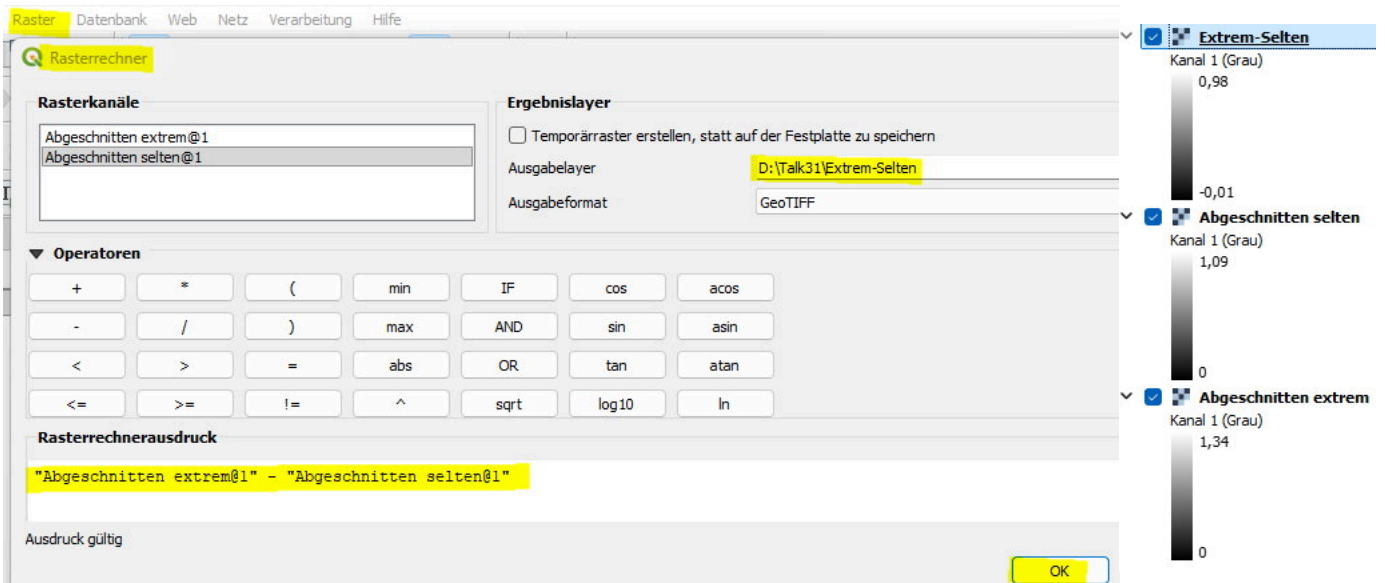 Raster Datenbank Web Netz Verarbeitung Hilfe
Rasterrechner
Rasterkanäle
Abgeschnitten extrem@1
Abgeschnitten selten@1
Ergebnislayer
Temporärraster erstellen, statt auf der Festplatte zu speichern
Ausgabelayer D:\Talk31\Extrem-Selten
Ausgabeformat GeoTIFF
Operatoren
+ * ( min IF cos acos
- / ) max AND sin asin
< > = abs OR tan atan
<= >= != ^ sqrt log10 ln
Rasterrechnerausdruck
"Abgeschnitten extrem@1" - "Abgeschnitten selten@1"
Ausdruck gültig
OK
Extrem-Selten
Kanal 1 (Grau)
0,98
-0,01
Abgeschnitten selten
Kanal 1 (Grau)
1,09
0
Abgeschnitten extrem
Kanal 1 (Grau)
1,34
0